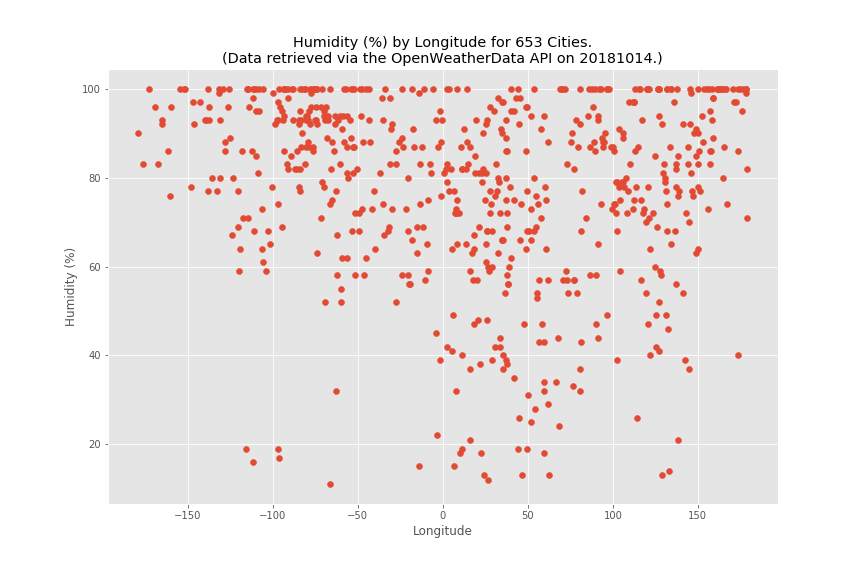 Humidity (%) by Longitude for 653 Cities.
(Data retrieved via the OpenWeatherData API on 20181014.)
100
80
60
40
20
Humidity (%)
−150 −100 −50 0 50 100 150
Longitude